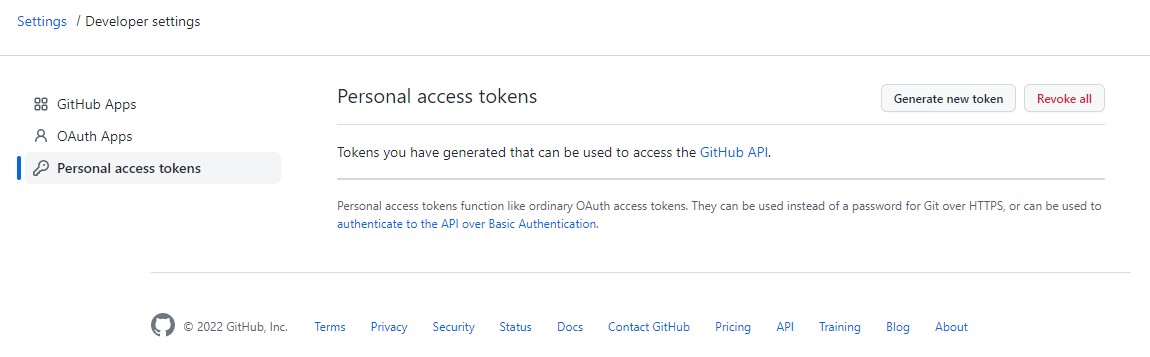 Settings / Developer settings
GitHub Apps
OAuth Apps
Personal access tokens
Personal access tokens
Generate new token
Revoke all
Tokens you have generated that can be used to access the GitHub API.
Personal access tokens function like ordinary OAuth access tokens. They can be used instead of a password for Git over HTTPS, or can be used to
authenticate to the API over Basic Authentication.
© 2022 GitHub, Inc. Terms Privacy Security Status Docs Contact GitHub Pricing API Training Blog About